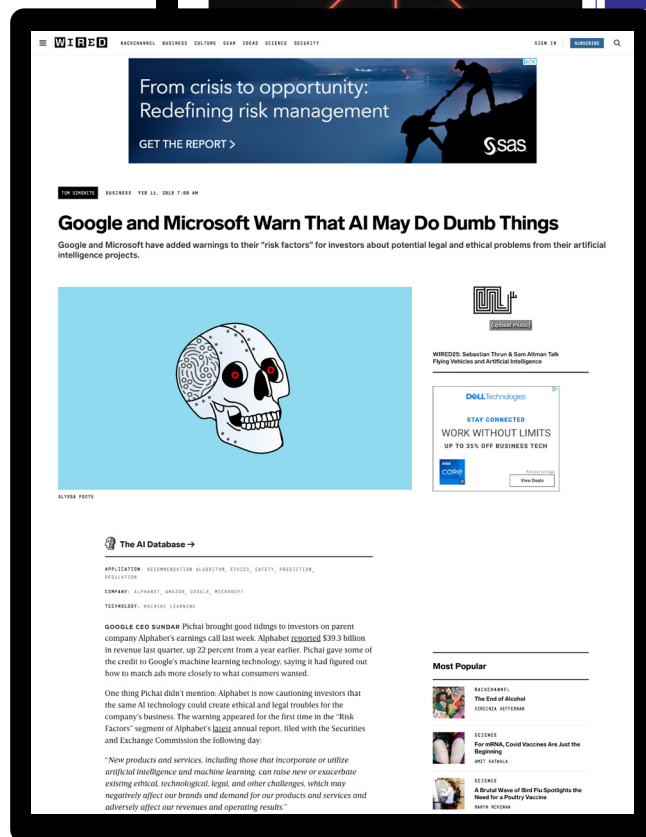 WIRED
BACKCHANNEL BUSINESS CULTURE GEAR IDEAS SCIENCE SECURITY
SIGN IN
SUBSCRIBE
From crisis to opportunity:
Redefining risk management
GET THE REPORT >
sas
TOM SIMONITE
BUSINESS FEB 11, 2019 7:00 AM
Google and Microsoft Warn That AI May Do Dumb Things
Google and Microsoft have added warnings to their "risk factors" for investors about potential legal and ethical problems from their artificial
intelligence projects.
(upbeat music)
WIRED25: Sebastian Thrun & Sam Altman Talk
Flying Vehicles and Artificial Intelligence
DELL Technologies
STAY CONNECTED
WORK WITHOUT LIMITS
UP TO 35% OFF BUSINESS TECH
intel
CORE
i7
View Deals
ALYSSA FOOTE
The AI Database →
APPLICATION: RECOMMENDATION ALGORITHM, ETHICS, SAFETY, PREDICTION,
REGULATION
COMPANY: ALPHABET, AMAZON, GOOGLE, MICROSOFT
TECHNOLOGY: MACHINE LEARNING
GOOGLE CEO SUNDAR Pichai brought good tidings to investors on parent
company Alphabet's earnings call last week. Alphabet reported $39.3 billion
in revenue last quarter, up 22 percent from a year earlier. Pichai gave some of
the credit to Google's machine learning technology, saying it had figured out
how to match ads more closely to what consumers wanted.
One thing Pichai didn't mention: Alphabet is now cautioning investors that
the same AI technology could create ethical and legal troubles for the
company's business. The warning appeared for the first time in the "Risk
Factors" segment of Alphabet's latest annual report, filed with the Securities
and Exchange Commission the following day:
"New products and services, including those that incorporate or utilize
artificial intelligence and machine learning, can raise new or exacerbate
existing ethical, technological, legal, and other challenges, which may
negatively affect our brands and demand for our products and services and
adversely affect our revenues and operating results."
Most Popular
BACKCHANNEL
The End of Alcohol
VIRGINIA HEFFERNAN
SCIENCE
For mRNA, Covid Vaccines Are Just the
Beginning
AMIT KATWALA
SCIENCE
A Brutal Wave of Bird Flu Spotlights the
Need for a Poultry Vaccine
MARYN MCKENNA